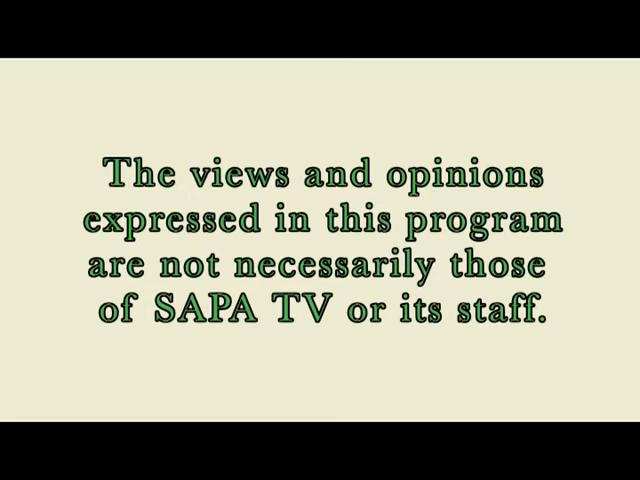 The views and opinions
expressed in this program
are not necessarily those
of SAPA TV or its staff.